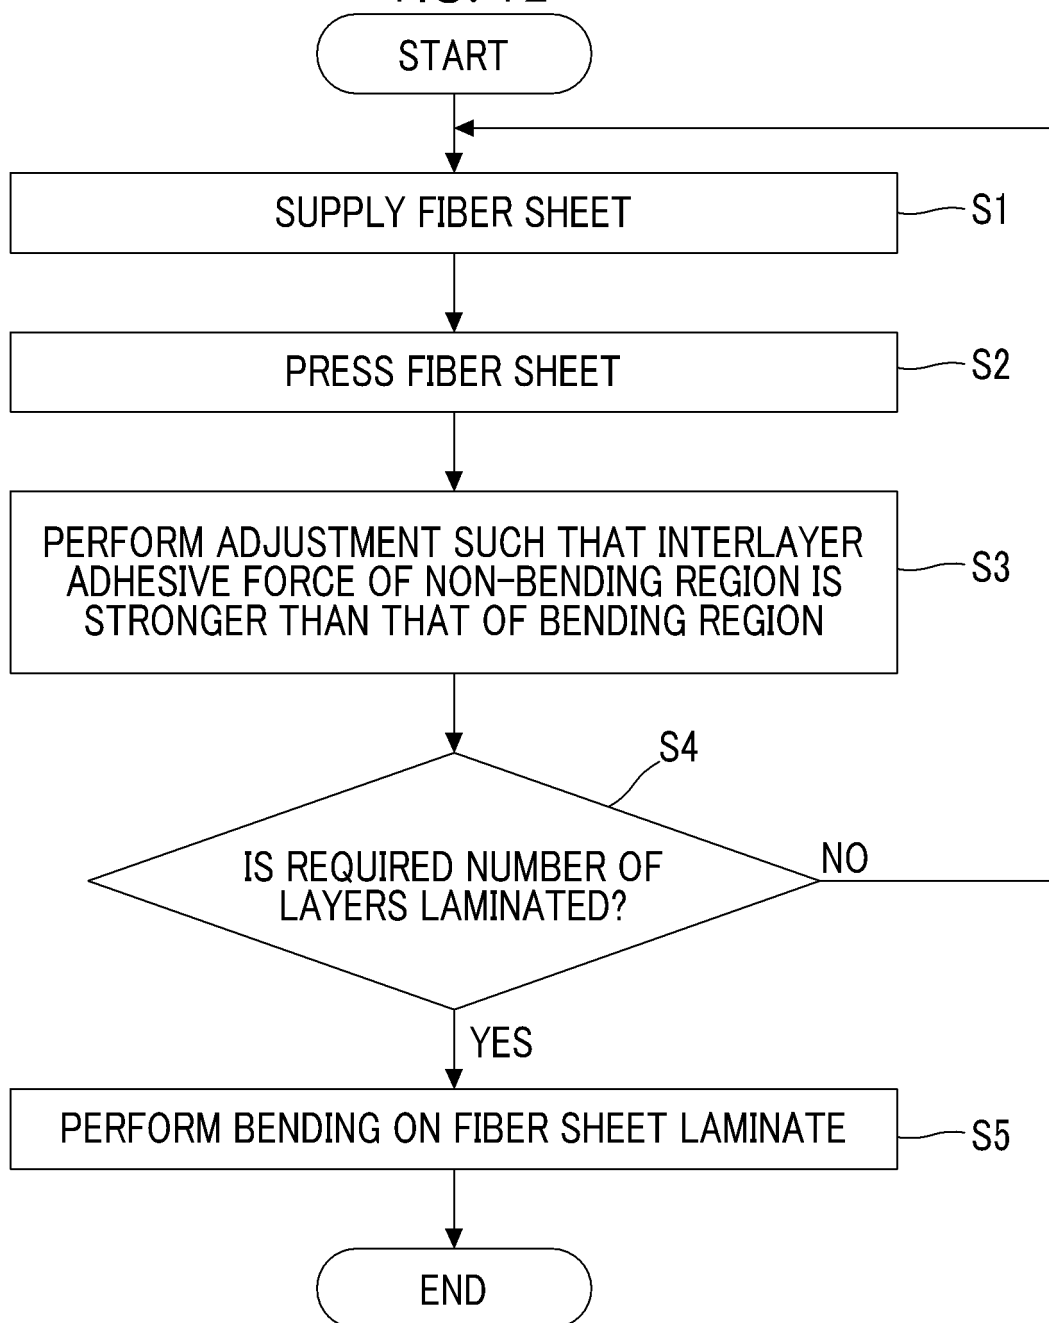 START
SUPPLY FIBER SHEET
S1
PRESS FIBER SHEET
S2
PERFORM ADJUSTMENT SUCH THAT INTERLAYER
ADHESIVE FORCE OF NON-BENDING REGION IS
STRONGER THAN THAT OF BENDING REGION
S3
S4
IS REQUIRED NUMBER OF
LAYERS LAMINATED?
NO
YES
PERFORM BENDING ON FIBER SHEET LAMINATE
S5
END